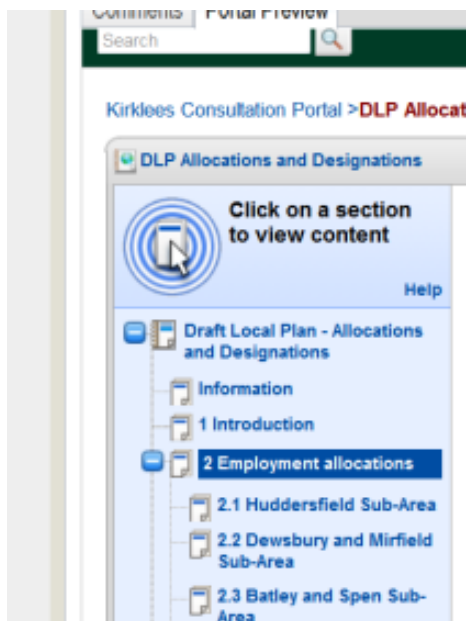 Comments Portal Preview
Search
Kirklees Consultation Portal >DLP Allocat
DLP Allocations and Designations
Click on a section
to view content
Help
Draft Local Plan - Allocations
and Designations
Information
1 Introduction
2 Employment allocations
2.1 Huddersfield Sub-Area
2.2 Dewsbury and Mirfield
Sub-Area
2.3 Batley and Spen Sub-
Area